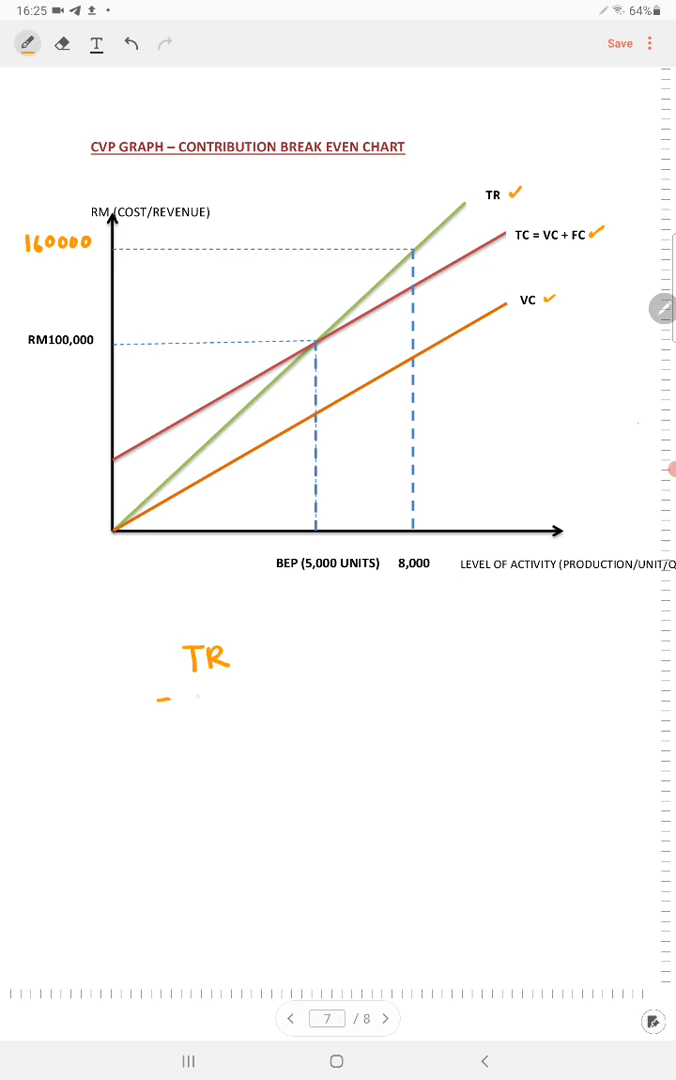 16:25
64%
T
Save
CVP GRAPH – CONTRIBUTION BREAK EVEN CHART
TR
RM (COST/REVENUE)
TC = VC + FC
160000
VC
RM100,000
BEP (5,000 UNITS) 8,000 LEVEL OF ACTIVITY (PRODUCTION/UNIT/Q
TR
–
7 / 8